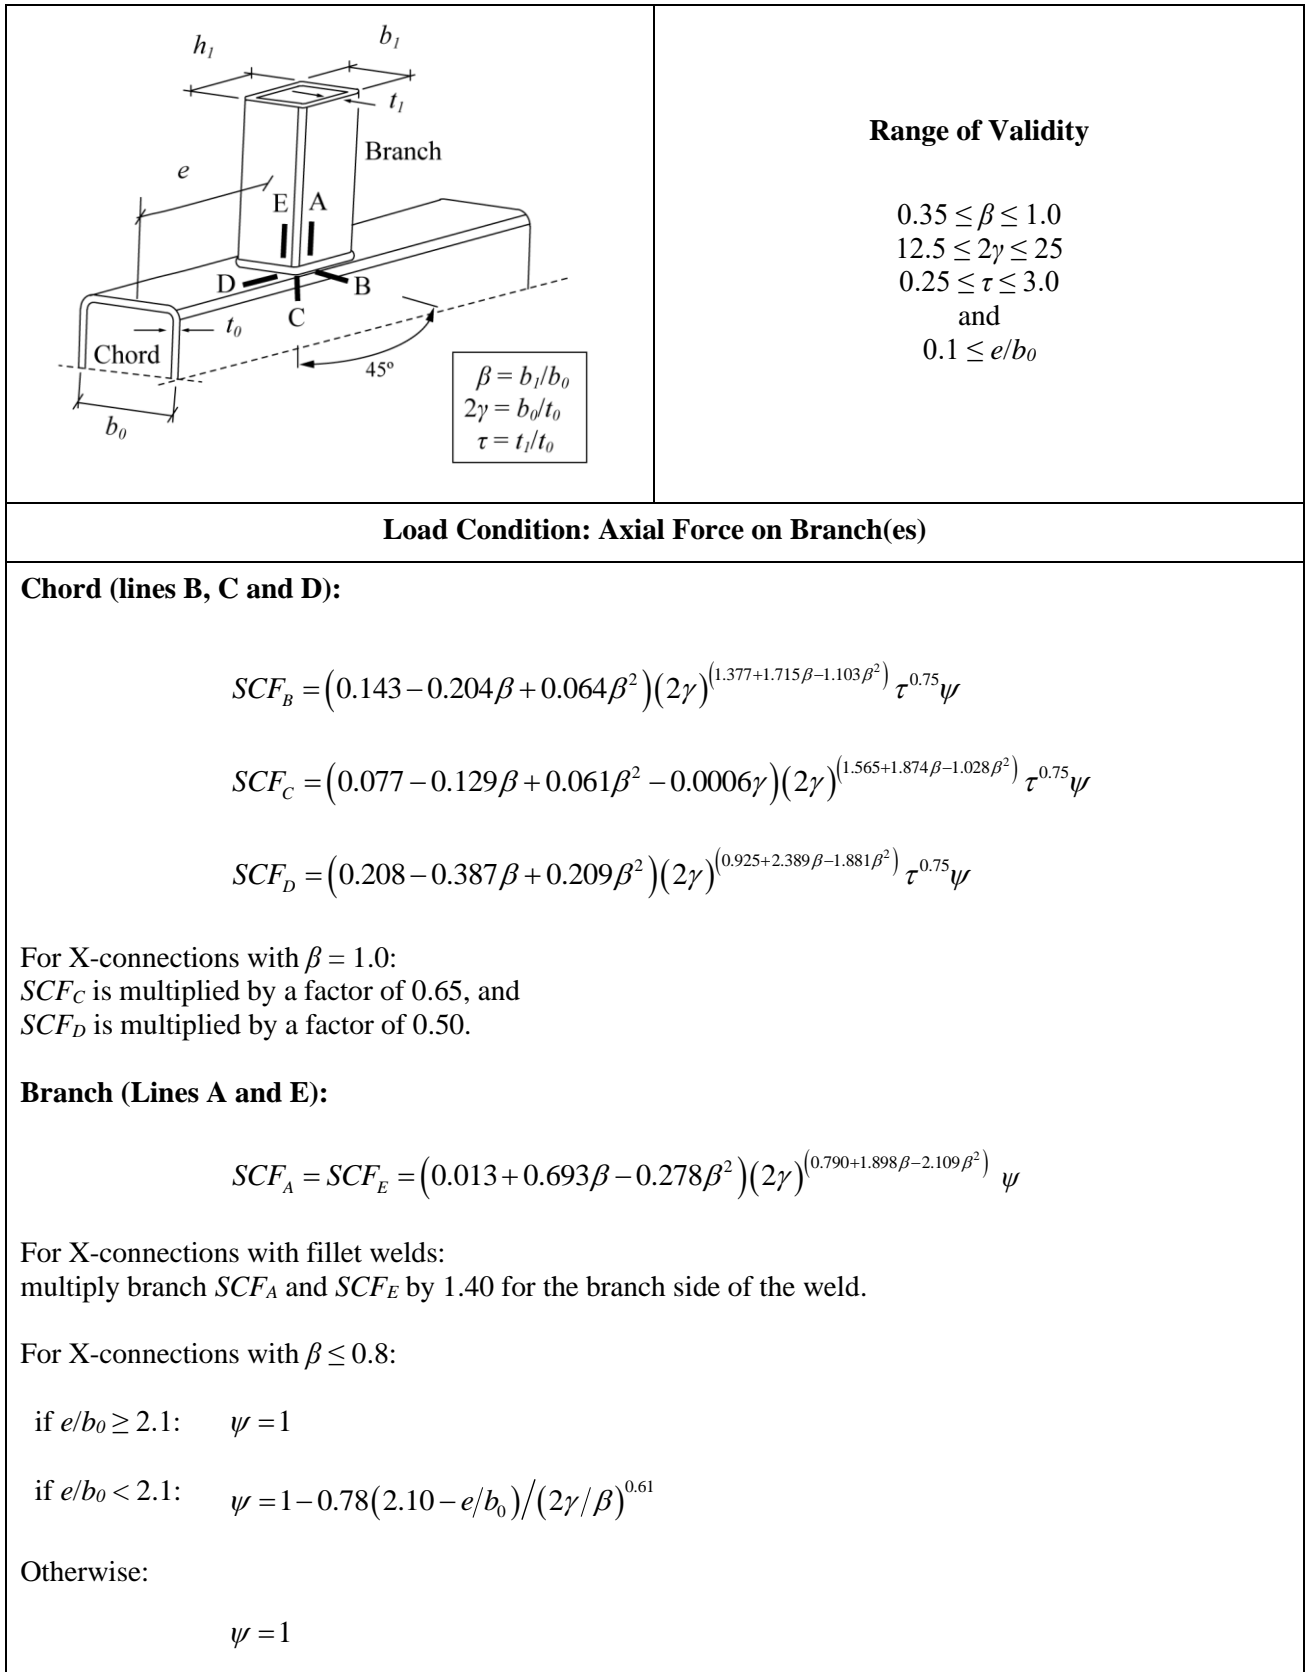 h₁
b₁
t₁
Branch
e
E A
D
B
C
t₀
Chord
45º
b₀
β = b₁/b₀
2γ = b₀/t₀
τ = t₁/t₀
Range of Validity
0.35 ≤ β ≤ 1.0
12.5 ≤ 2γ ≤ 25
0.25 ≤ τ ≤ 3.0
and
0.1 ≤ e/b₀
Load Condition: Axial Force on Branch(es)
Chord (lines B, C and D):
SCF_B = (0.143 − 0.204β + 0.064β²)(2γ)^(1.377+1.715β−1.103β²) τ^0.75 ψ
SCF_C = (0.077 − 0.129β + 0.061β² − 0.0006γ)(2γ)^(1.565+1.874β−1.028β²) τ^0.75 ψ
SCF_D = (0.208 − 0.387β + 0.209β²)(2γ)^(0.925+2.389β−1.881β²) τ^0.75 ψ
For X-connections with β = 1.0:
SCF_C is multiplied by a factor of 0.65, and
SCF_D is multiplied by a factor of 0.50.
Branch (Lines A and E):
SCF_A = SCF_E = (0.013 + 0.693β − 0.278β²)(2γ)^(0.790+1.898β−2.109β²) ψ
For X-connections with fillet welds:
multiply branch SCF_A and SCF_E by 1.40 for the branch side of the weld.
For X-connections with β ≤ 0.8:
if e/b₀ ≥ 2.1: ψ = 1
if e/b₀ < 2.1: ψ = 1 − 0.78(2.10 − e/b₀)/(2γ/β)^0.61
Otherwise:
ψ = 1